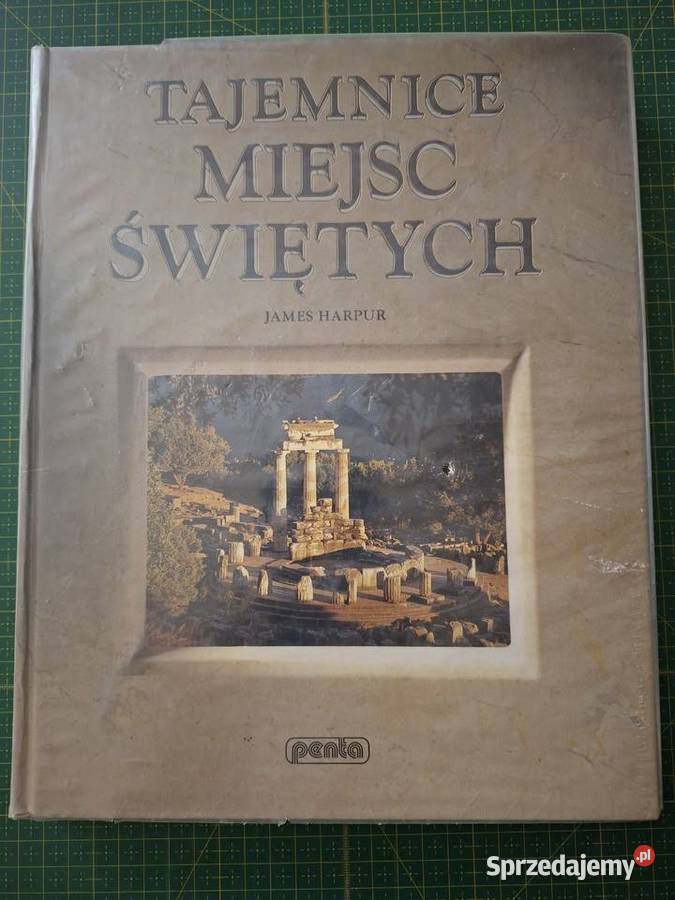 TAJEMNICE
MIEJSC
ŚWIĘTYCH
JAMES HARPUR
penta
Sprzedajemy.pl